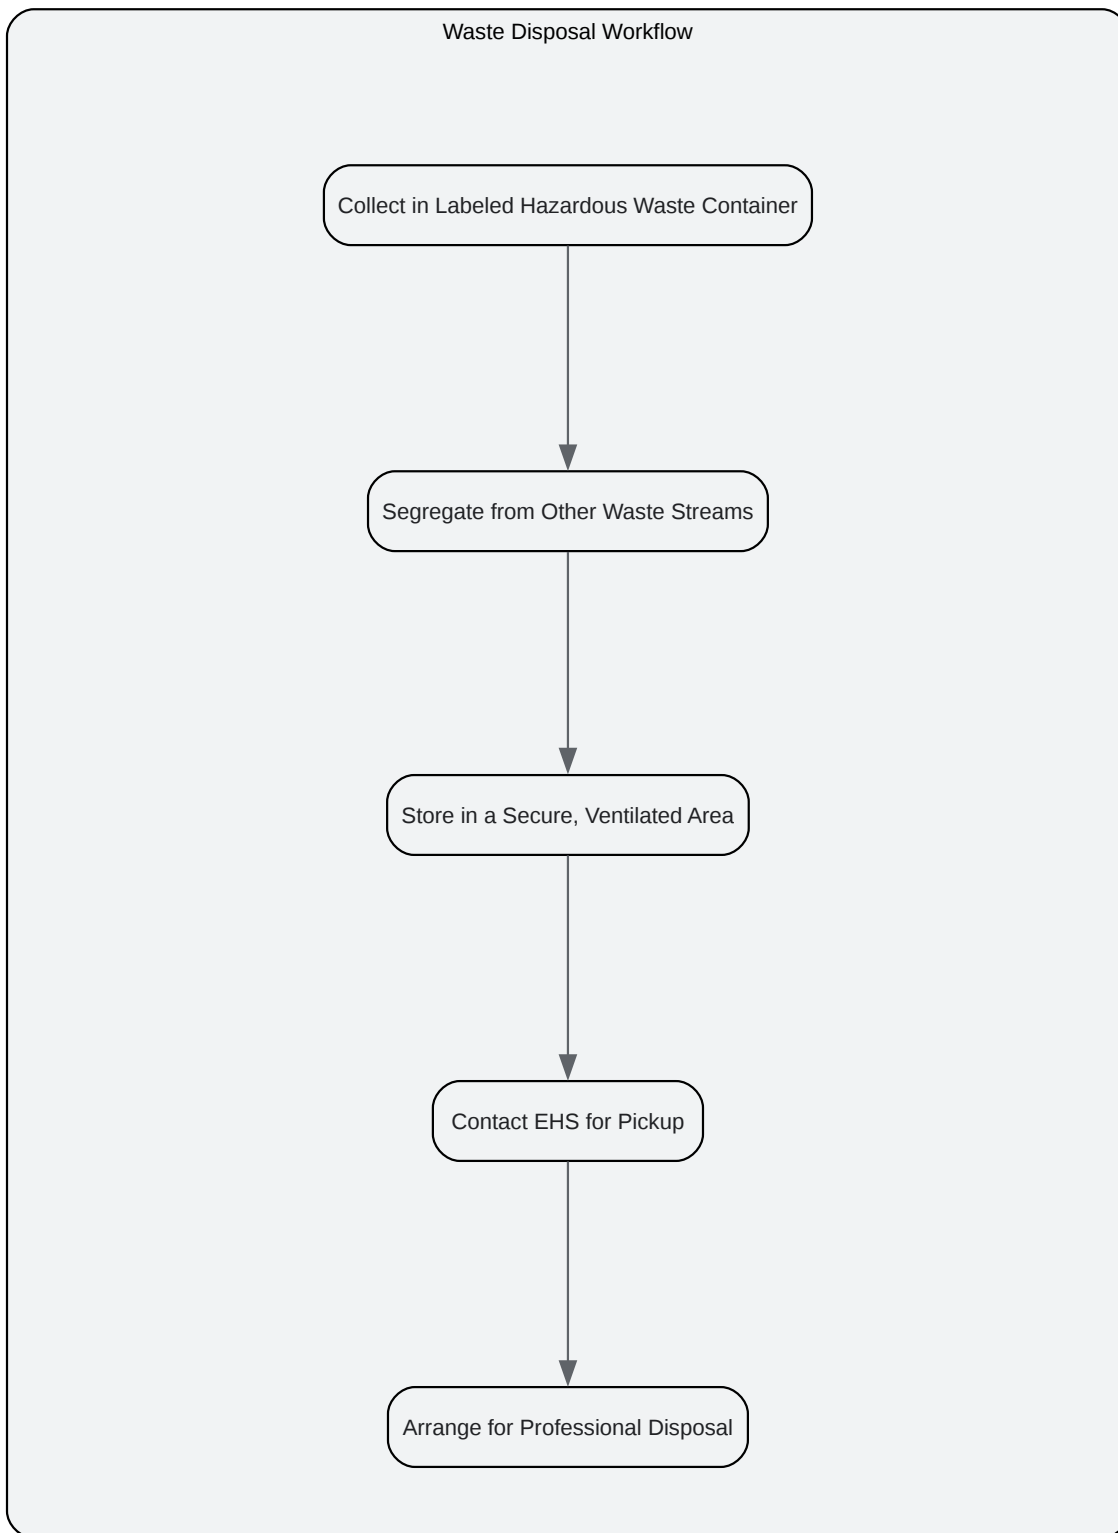 Waste Disposal Workflow
Collect in Labeled Hazardous Waste Container
Segregate from Other Waste Streams
Store in a Secure, Ventilated Area
Contact EHS for Pickup
Arrange for Professional Disposal